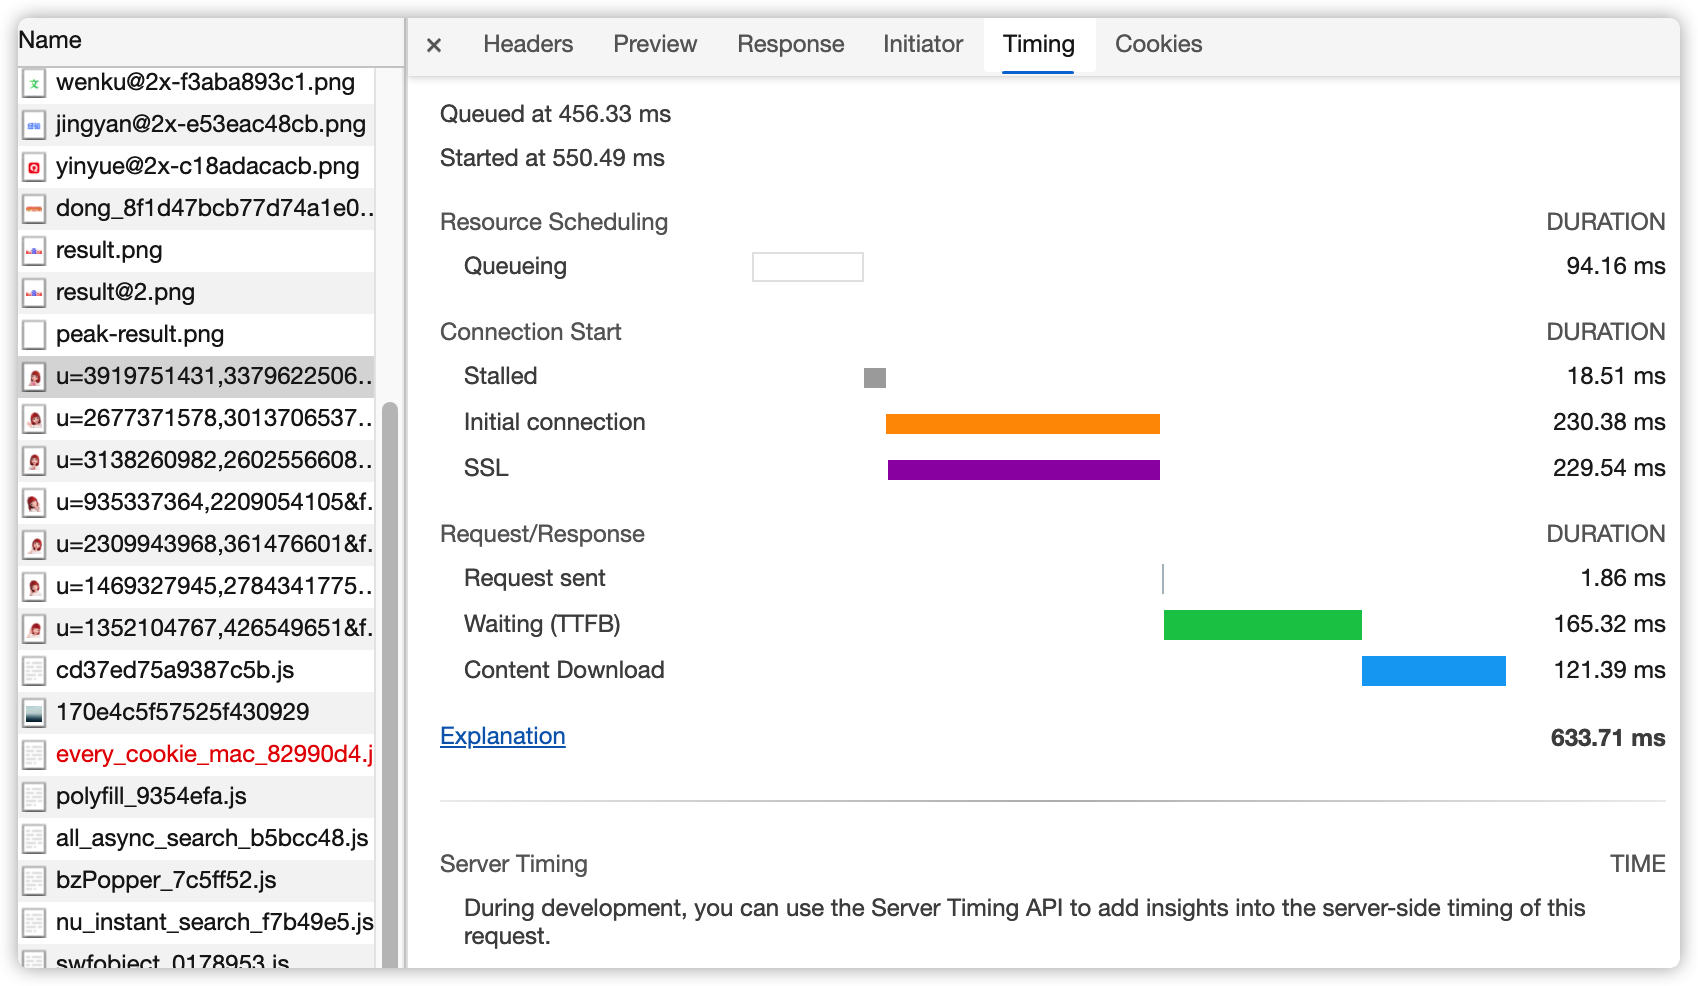 Name
wenku@2x-f3aba893c1.png
jingyan@2x-e53eac48cb.png
yinyue@2x-c18adacacb.png
dong_8f1d47bcb77d74a1e0..
result.png
result@2.png
peak-result.png
u=3919751431,3379622506..
u=2677371578,3013706537..
u=3138260982,2602556608..
u=935337364,2209054105&f.
u=2309943968,361476601&f.
u=1469327945,2784341775..
u=1352104767,426549651&f.
cd37ed75a9387c5b.js
170e4c5f57525f430929
every_cookie_mac_82990d4.j
polyfill_9354efa.js
all_async_search_b5bcc48.js
bzPopper_7c5ff52.js
nu_instant_search_f7b49e5.js
swfobject_0178953.js
× Headers Preview Response Initiator Timing Cookies
Queued at 456.33 ms
Started at 550.49 ms
Resource Scheduling DURATION
Queueing 94.16 ms
Connection Start DURATION
Stalled 18.51 ms
Initial connection 230.38 ms
SSL 229.54 ms
Request/Response DURATION
Request sent 1.86 ms
Waiting (TTFB) 165.32 ms
Content Download 121.39 ms
Explanation 633.71 ms
Server Timing TIME
During development, you can use the Server Timing API to add insights into the server-side timing of this
request.